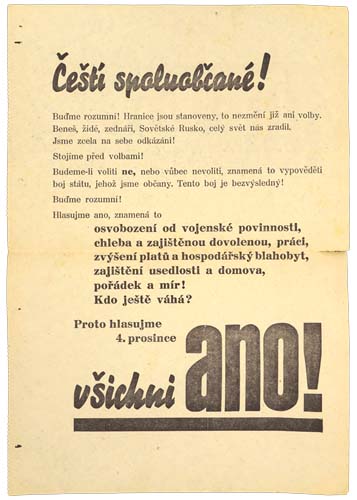 Čeští spoluobčané!
Buďme rozumni! Hranice jsou stanoveny, to nezmění již ani volby.
Beneš, židé, zednáři, Sovětské Rusko, celý svět nás zradil.
Jsme zcela na sebe odkázáni!
Stojíme před volbami!
Budeme-li voliti ne, nebo vůbec nevoliti, znamená to vypověděti
boj státu, jehož jsme občany. Tento boj je bezvýsledný!
Buďme rozumni!
Hlasujme ano, znamená to
osvobození od vojenské povinnosti,
chleba a zajištěnou dovolenou, práci,
zvýšení platů a hospodářský blahobyt,
zajištění usedlosti a domova,
pořádek a mír!
Kdo ještě váhá?
Proto hlasujme
4. prosince
všichni ano!